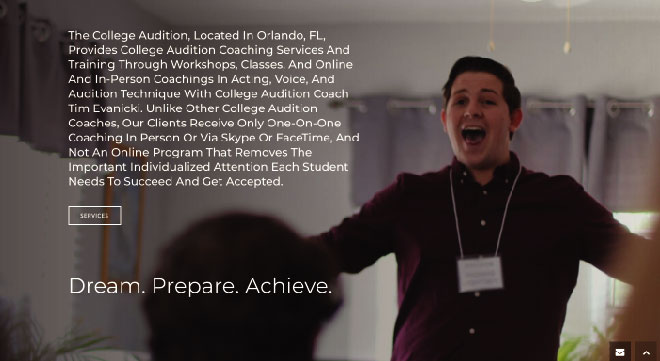 The College Audition, Located In Orlando, FL,
Provides College Audition Coaching Services And
Training Through Workshops, Classes, And Online
And In-Person Coachings In Acting, Voice, And
Audition Technique With College Audition Coach
Tim Evanicki. Unlike Other College Audition
Coaches, Our Clients Receive Only One-On-One
Coaching In Person Or Via Skype Or FaceTime, And
Not An Online Program That Removes The
Important Individualized Attention Each Student
Needs To Succeed And Get Accepted.
SERVICES
Dream. Prepare. Achieve.